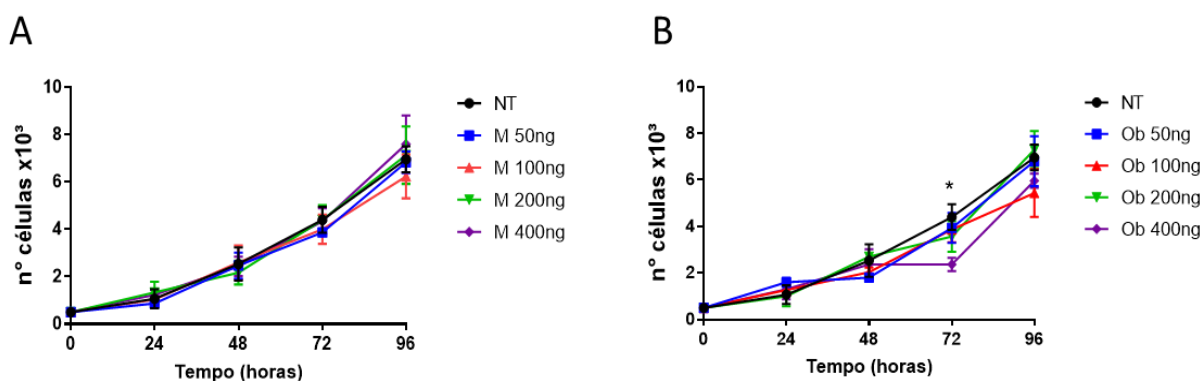 A
n° células x10³
10
8
6
4
2
0
0 24 48 72 96
Tempo (horas)
NT
M 50ng
M 100ng
M 200ng
M 400ng
B
n° células x10³
10
8
6
4
2
0
*
0 24 48 72 96
Tempo (horas)
NT
Ob 50ng
Ob 100ng
Ob 200ng
Ob 400ng